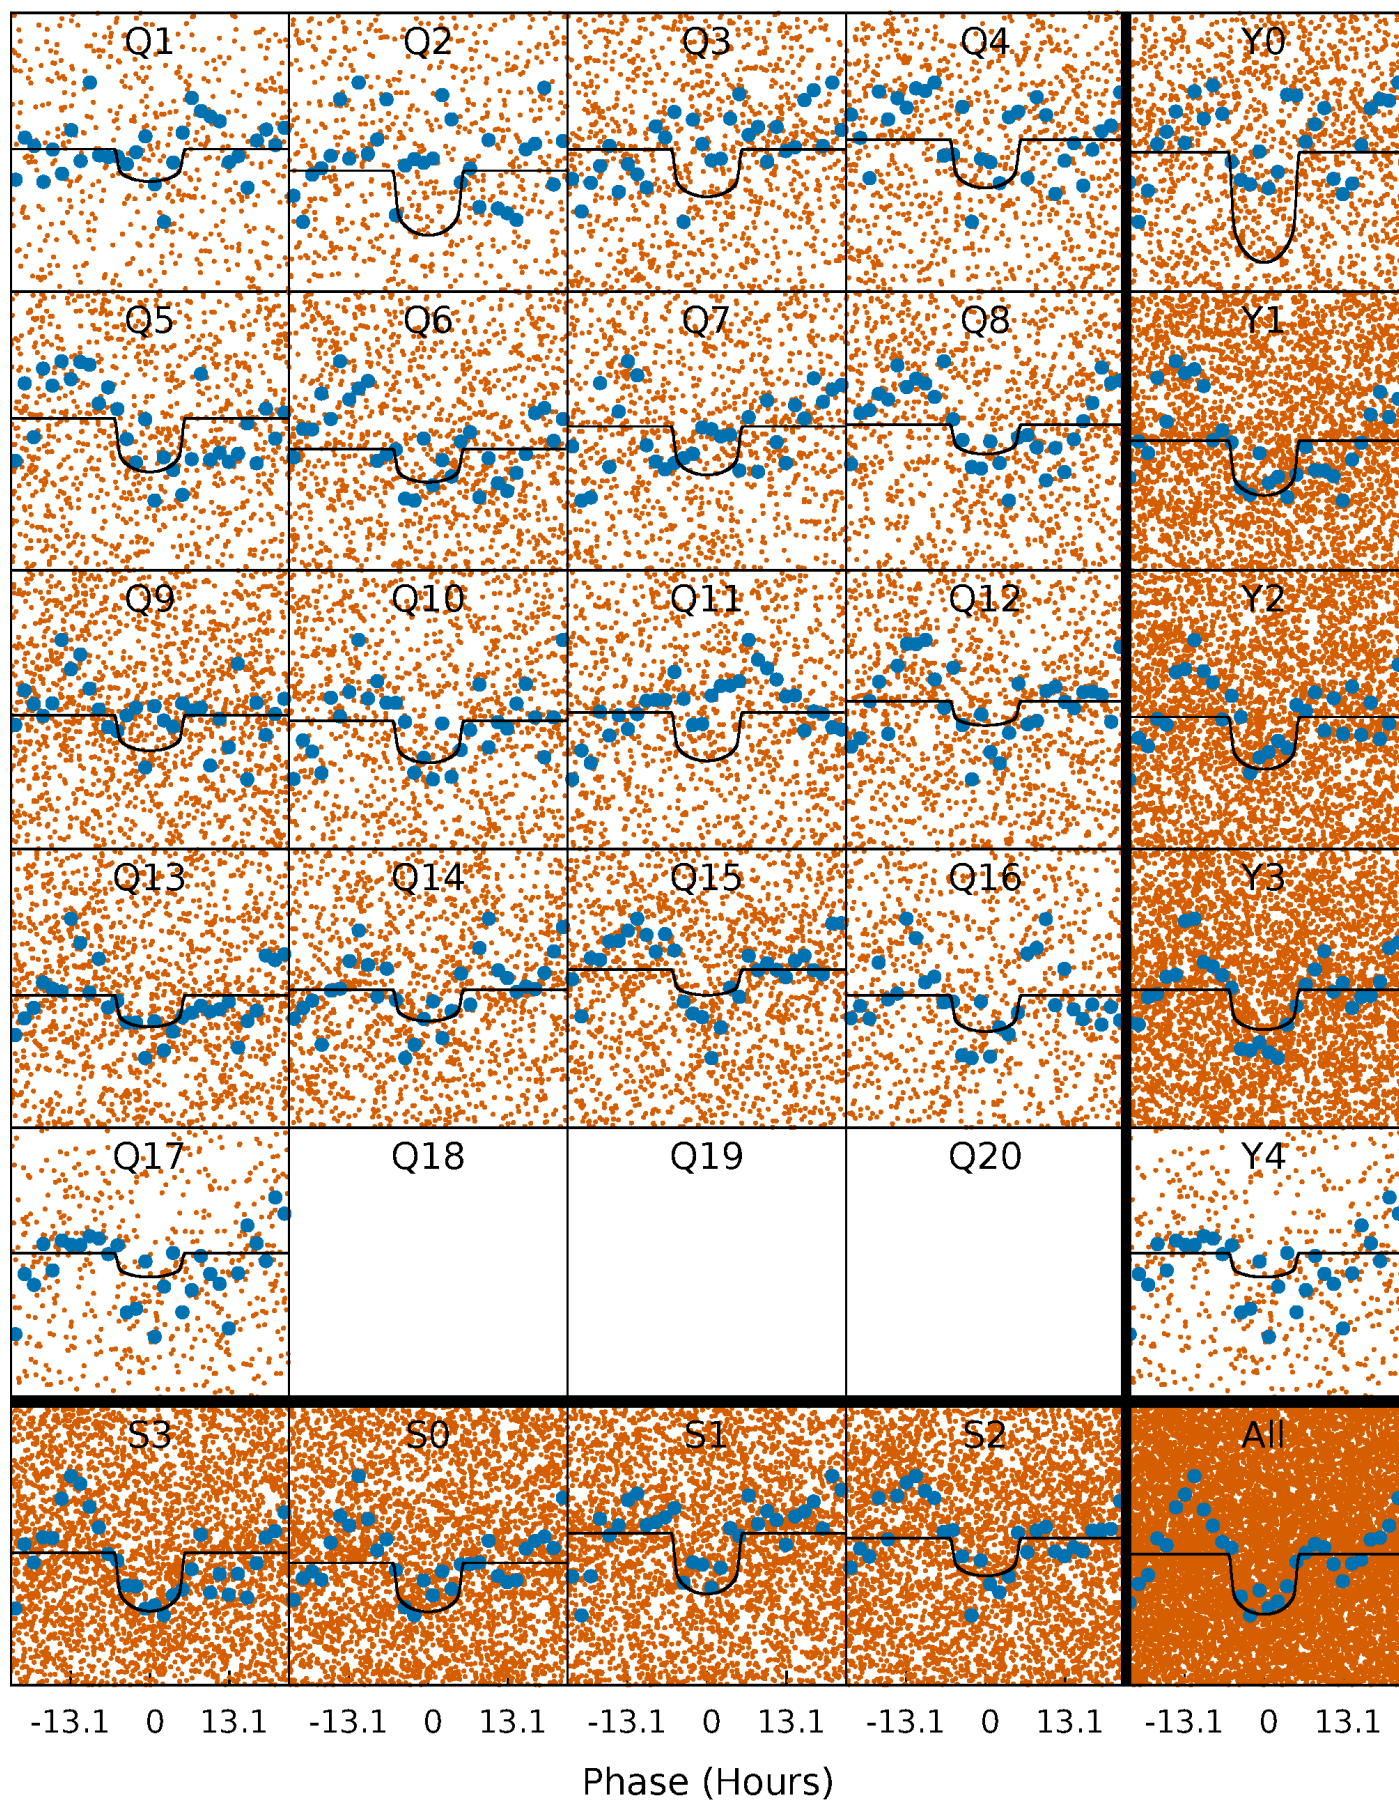 Q1 Q2 Q3 Q4 Y0
Q5 Q6 Q7 Q8 Y1
Q9 Q10 Q11 Q12 Y2
Q13 Q14 Q15 Q16 Y3
Q17 Q18 Q19 Q20 Y4
S3 S0 S1 S2 All
-13.1 0 13.1 -13.1 0 13.1 -13.1 0 13.1 -13.1 0 13.1 -13.1 0 13.1
Phase (Hours)